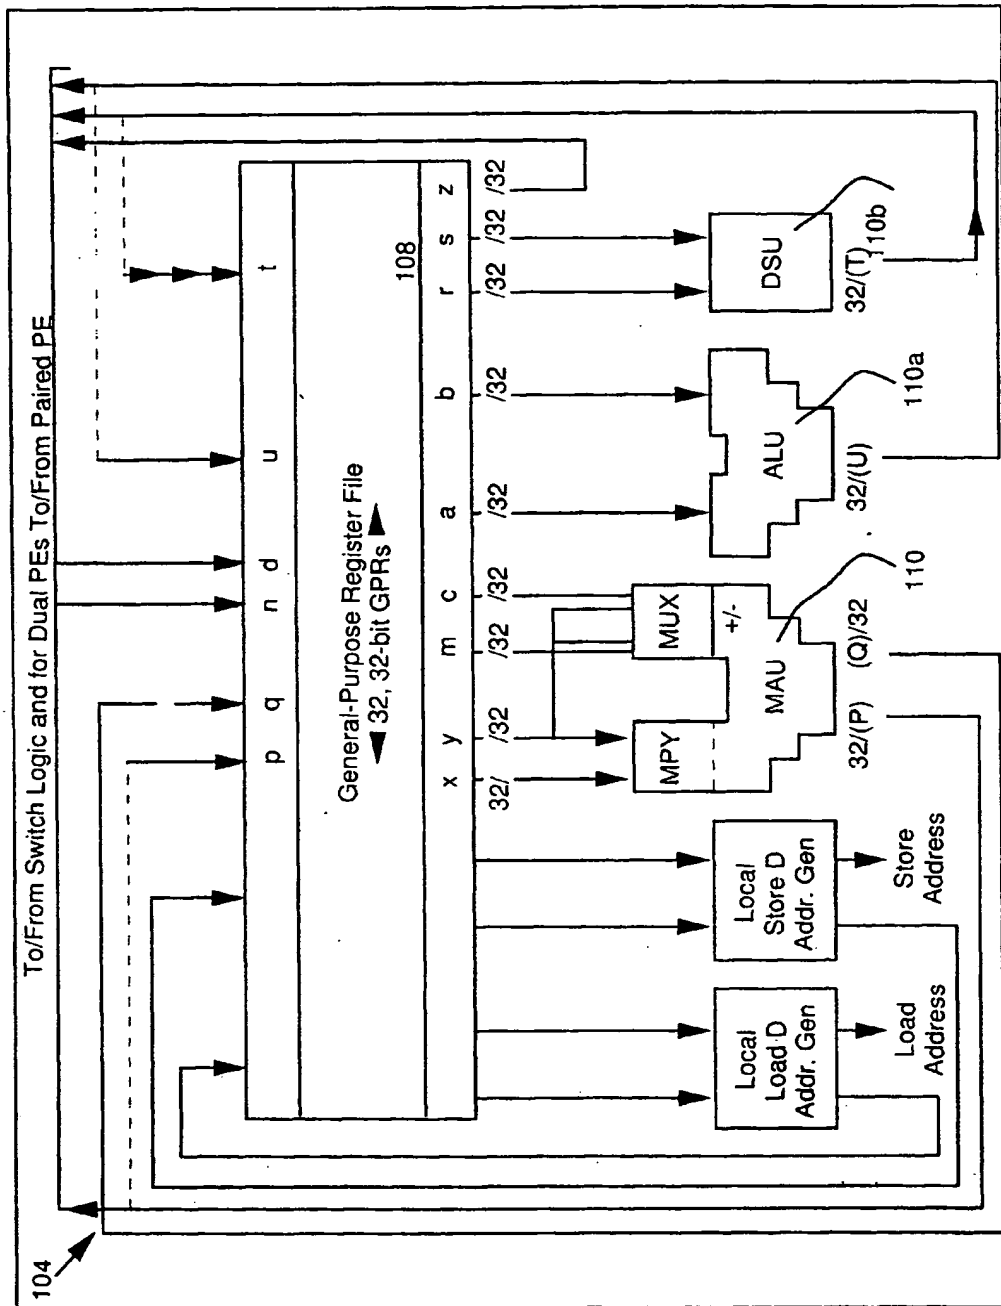 To/From Switch Logic and for Dual PEs To/From Paired PE
104
p q n d u t
General-Purpose Register File
32, 32-bit GPRs
108
x y m c a b r s z
32/ /32 /32 /32 /32 /32 /32 /32 /32
Local
Load D
Addr. Gen
Local
Store D
Addr. Gen
MPY
MUX
+/-
MAU
ALU
DSU
Load
Address
Store
Address
32/(P)
(Q)/32
110
32/(U)
110a
32/(T)
110b